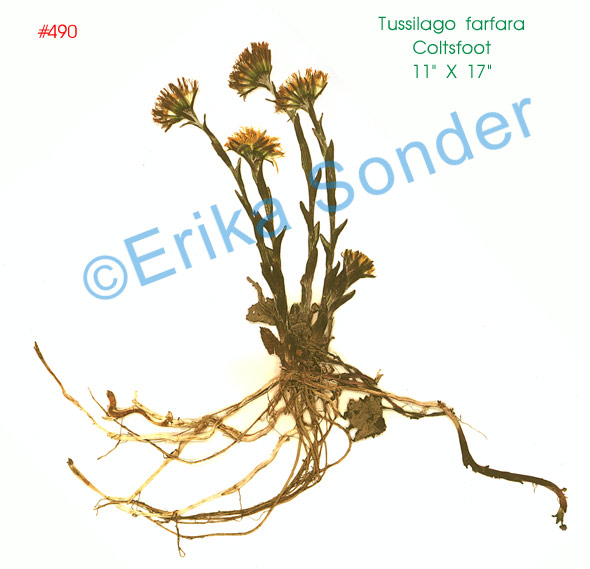 #490
Tussilago farfara
Coltsfoot
11" X 17"
©Erika Sonder